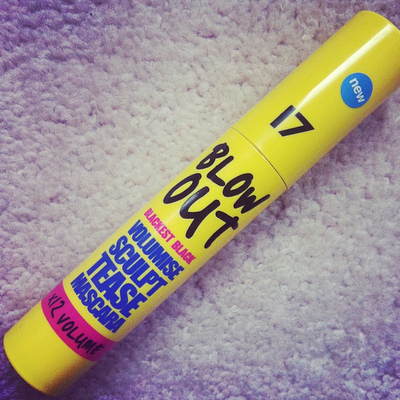 new
17
BLOW
OUT
BLACKEST BLACK
VOLUMISE
SCULPT
TEASE
MASCARA
x12 VOLUME